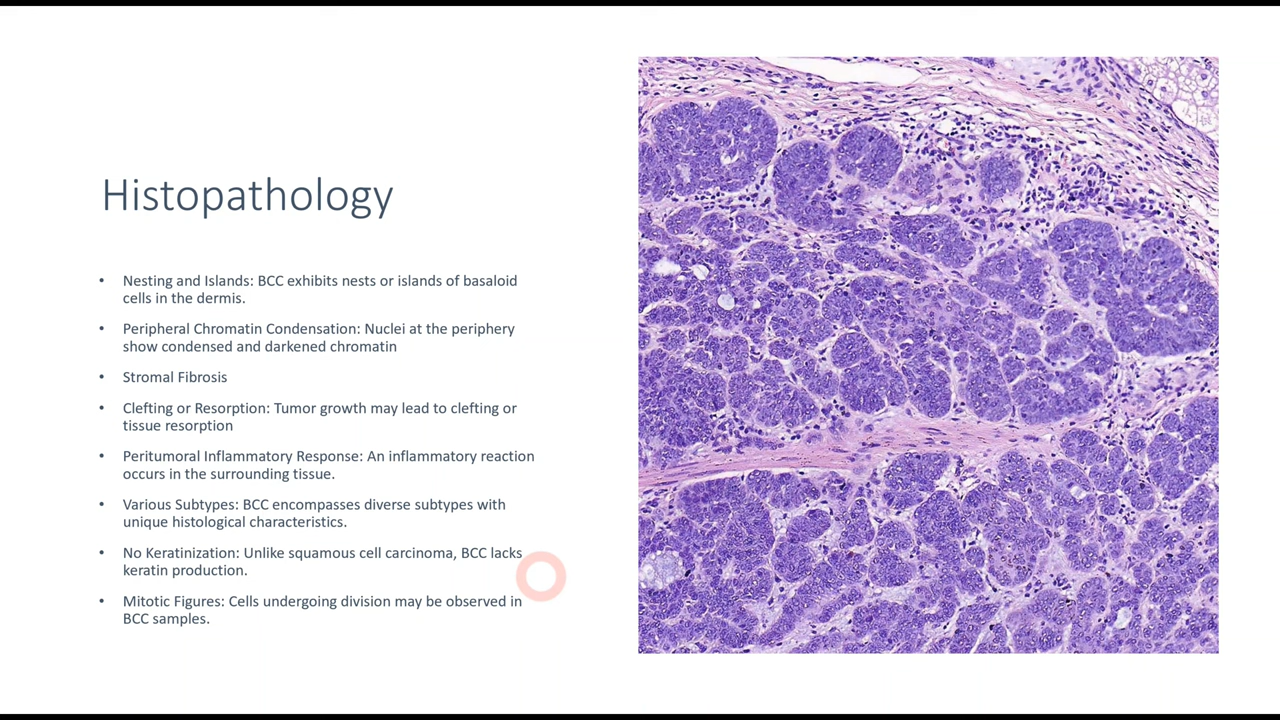 Histopathology
• Nesting and Islands: BCC exhibits nests or islands of basaloid
cells in the dermis.
• Peripheral Chromatin Condensation: Nuclei at the periphery
show condensed and darkened chromatin
• Stromal Fibrosis
• Clefting or Resorption: Tumor growth may lead to clefting or
tissue resorption
• Peritumoral Inflammatory Response: An inflammatory reaction
occurs in the surrounding tissue.
• Various Subtypes: BCC encompasses diverse subtypes with
unique histological characteristics.
• No Keratinization: Unlike squamous cell carcinoma, BCC lacks
keratin production.
• Mitotic Figures: Cells undergoing division may be observed in
BCC samples.